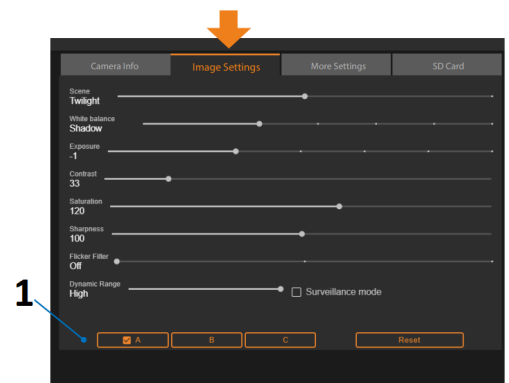 Camera Info
Image Settings
More Settings
SD Card
Scene
Twilight
White balance
Shadow
Exposure
-1
Contrast
33
Saturation
120
Sharpness
100
Flicker Filter
Off
Dynamic Range
High
Surveillance mode
1
A
B
C
Reset